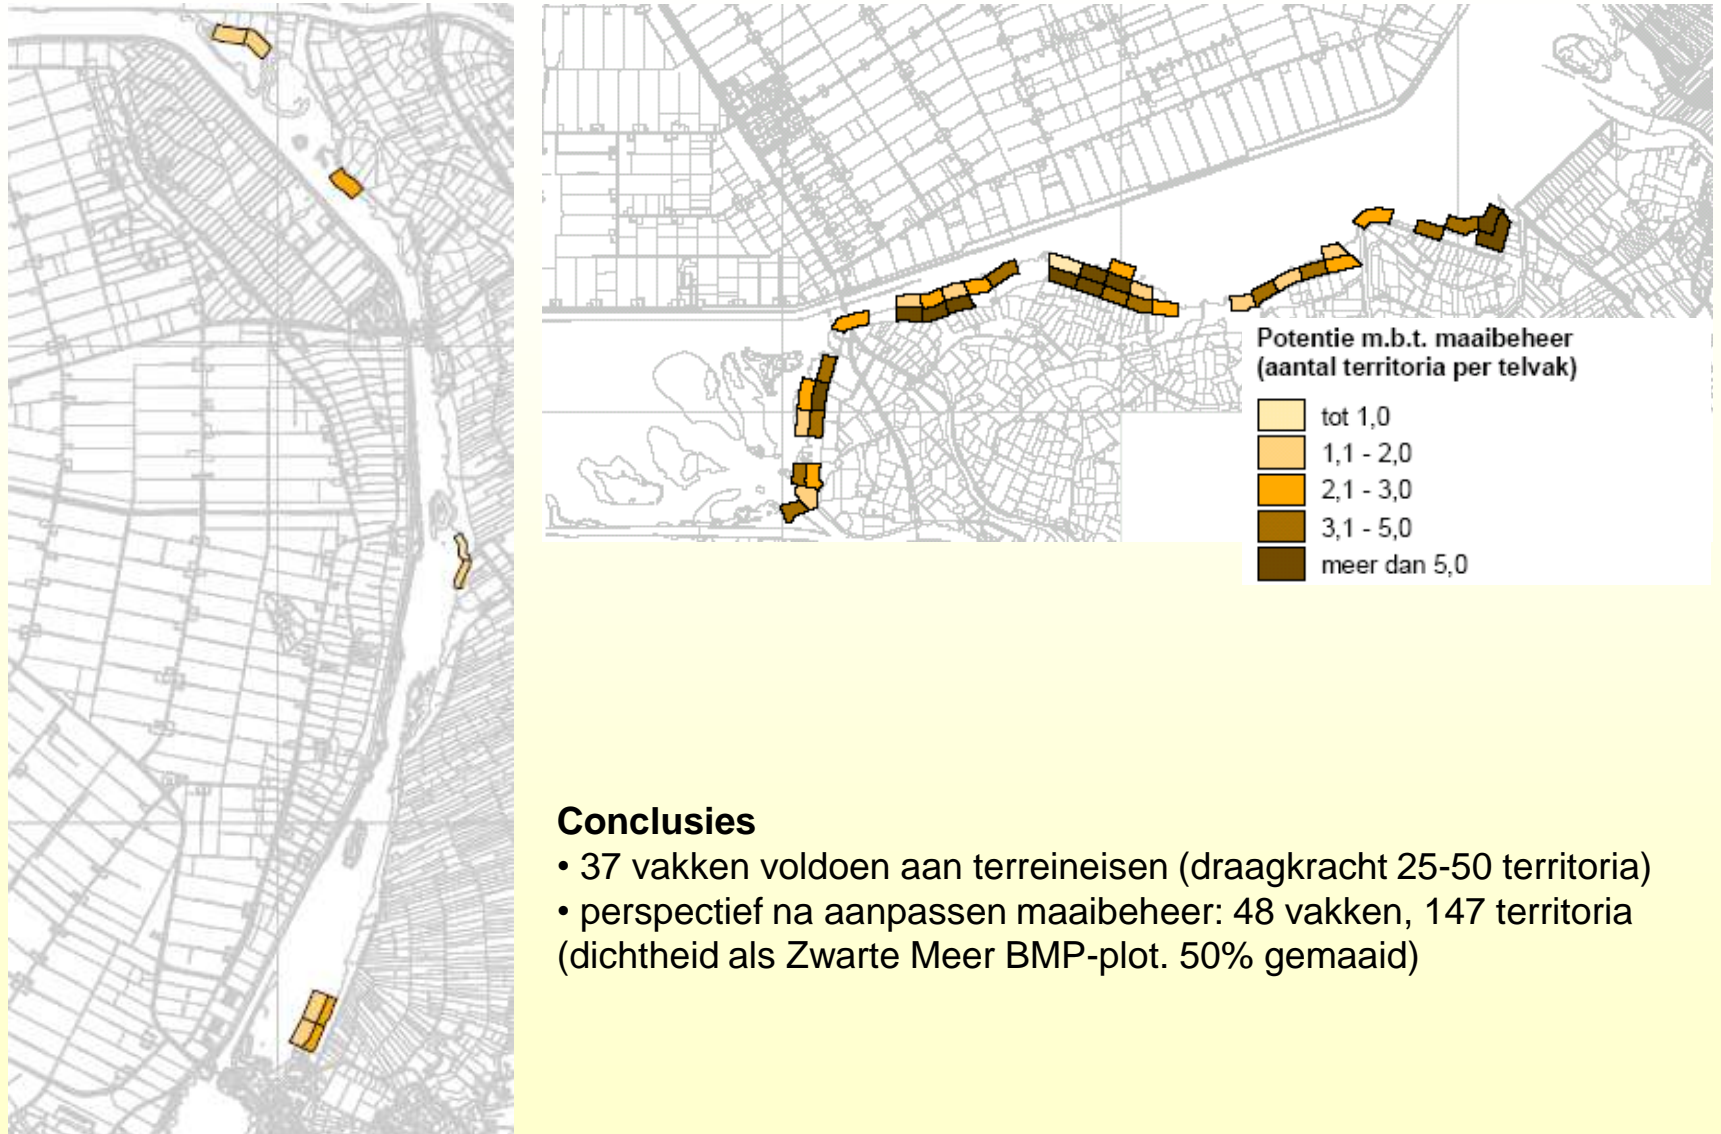 Potentie m.b.t. maaibeheer
(aantal territoria per telvak)
tot 1,0
1,1 - 2,0
2,1 - 3,0
3,1 - 5,0
meer dan 5,0
Conclusies
• 37 vakken voldoen aan terreineisen (draagkracht 25-50 territoria)
• perspectief na aanpassen maaibeheer: 48 vakken, 147 territoria
(dichtheid als Zwarte Meer BMP-plot. 50% gemaaid)